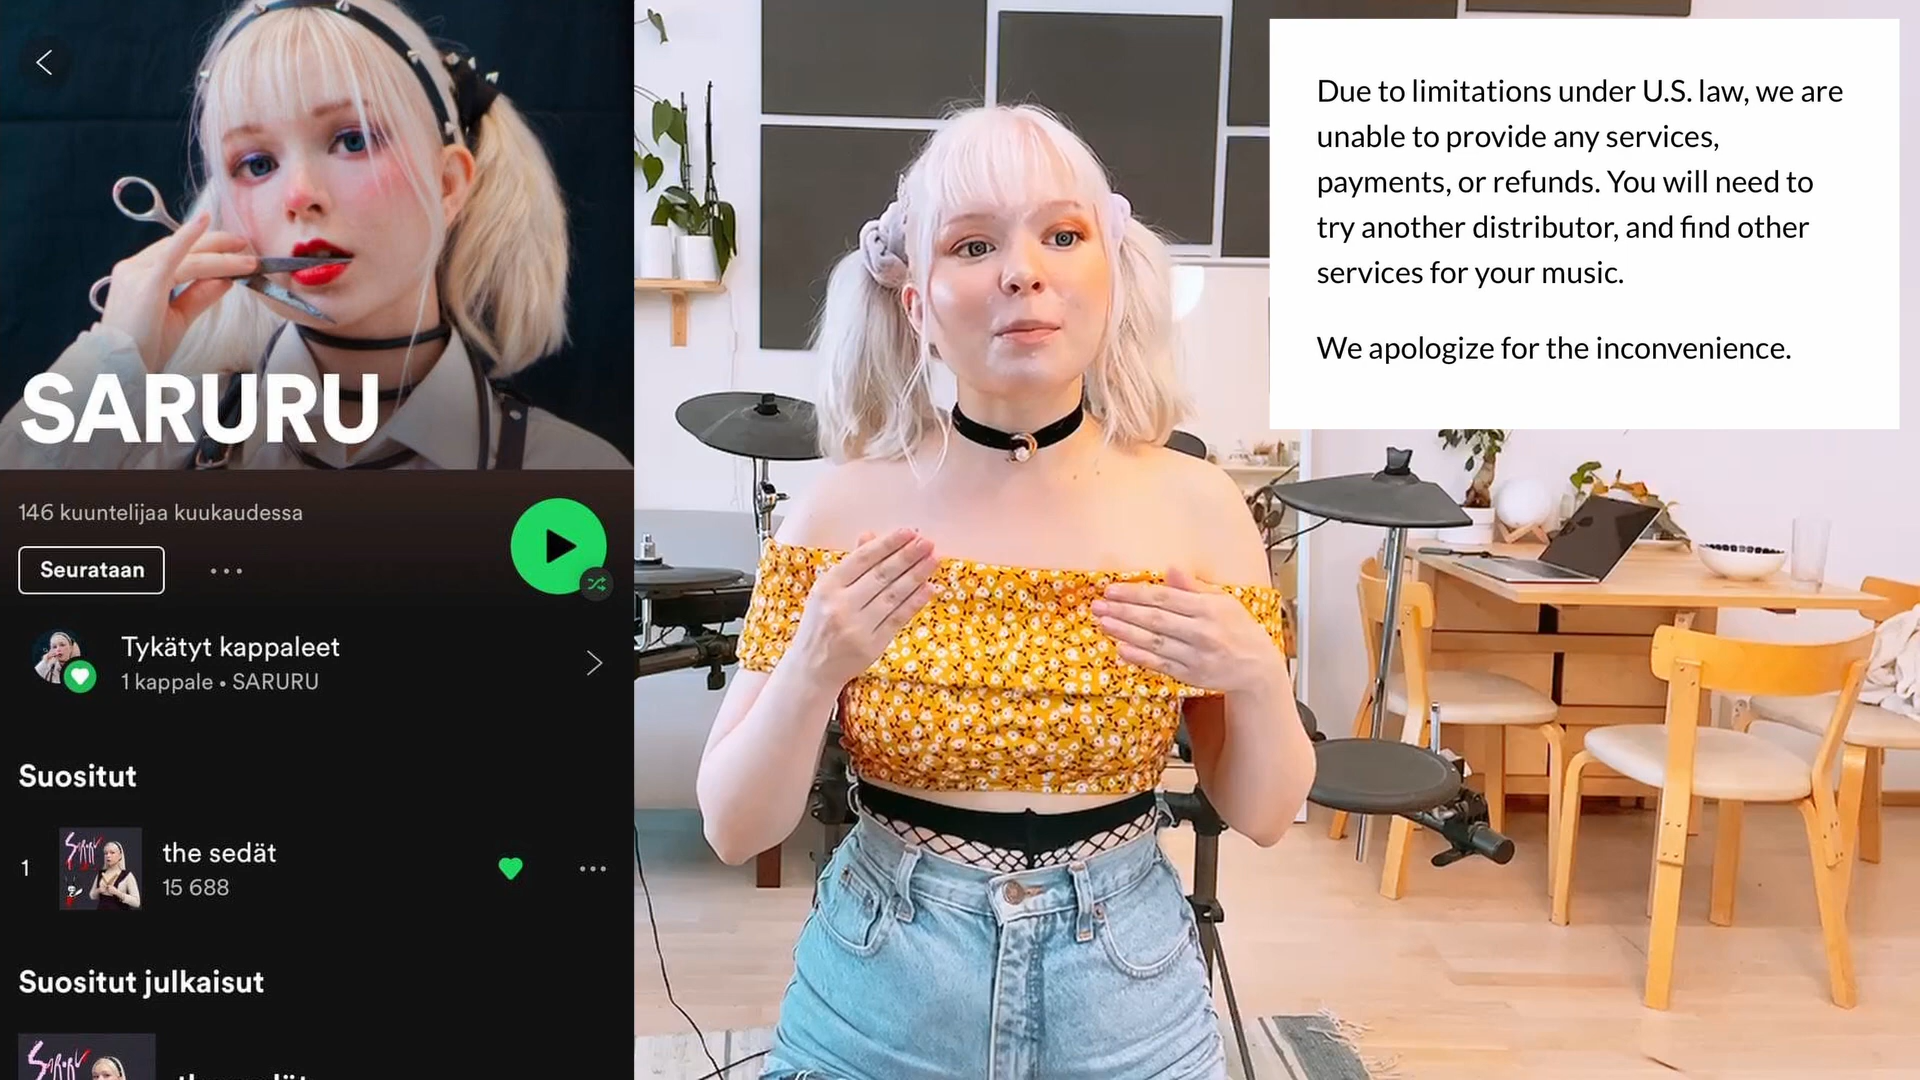 SARURU
146 kuuntelijaa kuukaudessa
Seurataan
Tykätyt kappaleet
1 kappale • SARURU
Suositut
1
the sedät
15 688
Suositut julkaisut
Due to limitations under U.S. law, we are
unable to provide any services,
payments, or refunds. You will need to
try another distributor, and find other
services for your music.
We apologize for the inconvenience.